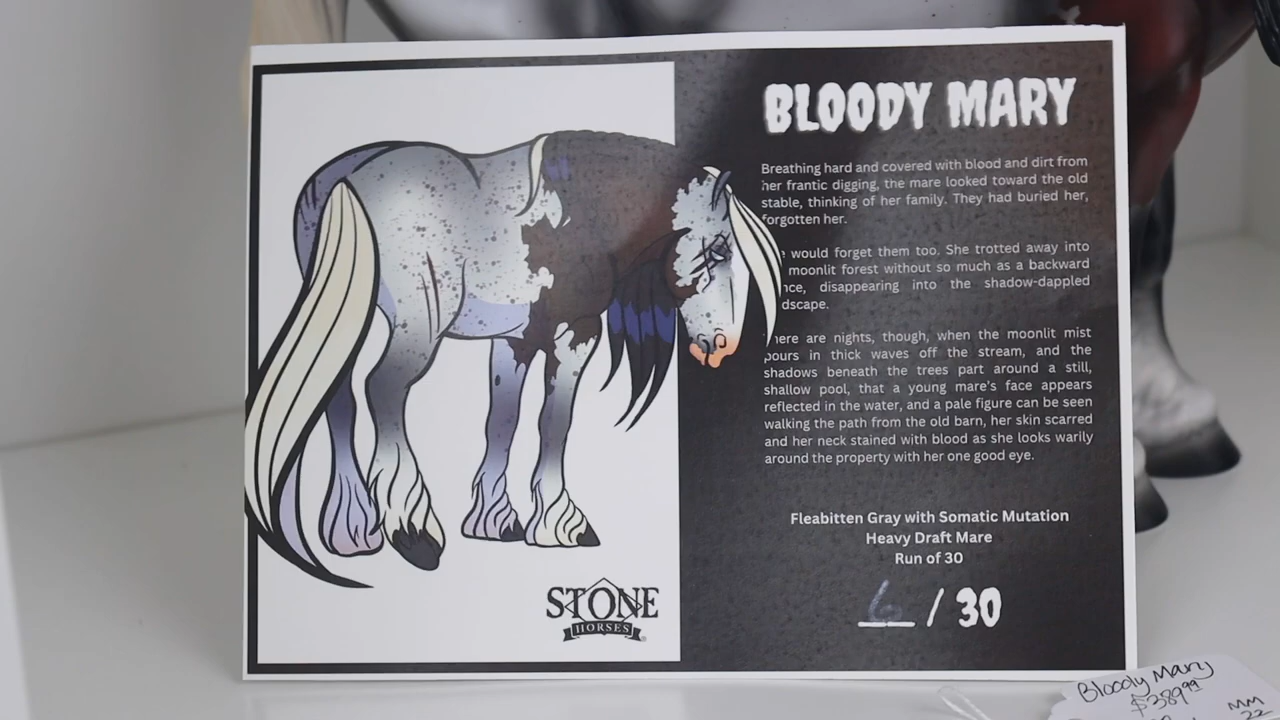 BLOODY MARY
Breathing hard and covered with blood and dirt from
her frantic digging, the mare looked toward the old
stable, thinking of her family. They had buried her,
forgotten her.
would forget them too. She trotted away into
moonlit forest without so much as a backward
nce, disappearing into the shadow-dappled
dscape.
here are nights, though, when the moonlit mist
pours in thick waves off the stream, and the
shadows beneath the trees part around a still,
shallow pool, that a young mare's face appears
reflected in the water, and a pale figure can be seen
walking the path from the old barn, her skin scarred
and her neck stained with blood as she looks warily
around the property with her one good eye.
Fleabitten Gray with Somatic Mutation
Heavy Draft Mare
Run of 30
6 / 30
STONE
HORSES
Bloody Mary
$389.99
MM
22